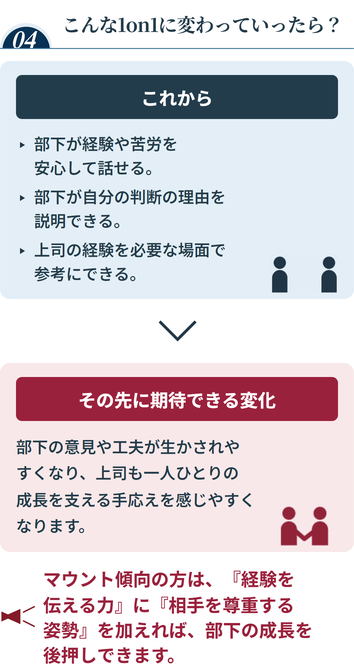 04
こんな1on1に変わっていったら？
これから
部下が経験や苦労を
安心して話せる。
部下が自分の判断の理由を
説明できる。
上司の経験を必要な場面で
参考にできる。
その先に期待できる変化
部下の意見や工夫が生かされや
すくなり、上司も一人ひとりの
成長を支える手応えを感じやすく
なります。
マウント傾向の方は、『経験を
伝える力』に『相手を尊重する
姿勢』を加えれば、部下の成長を
後押しできます。